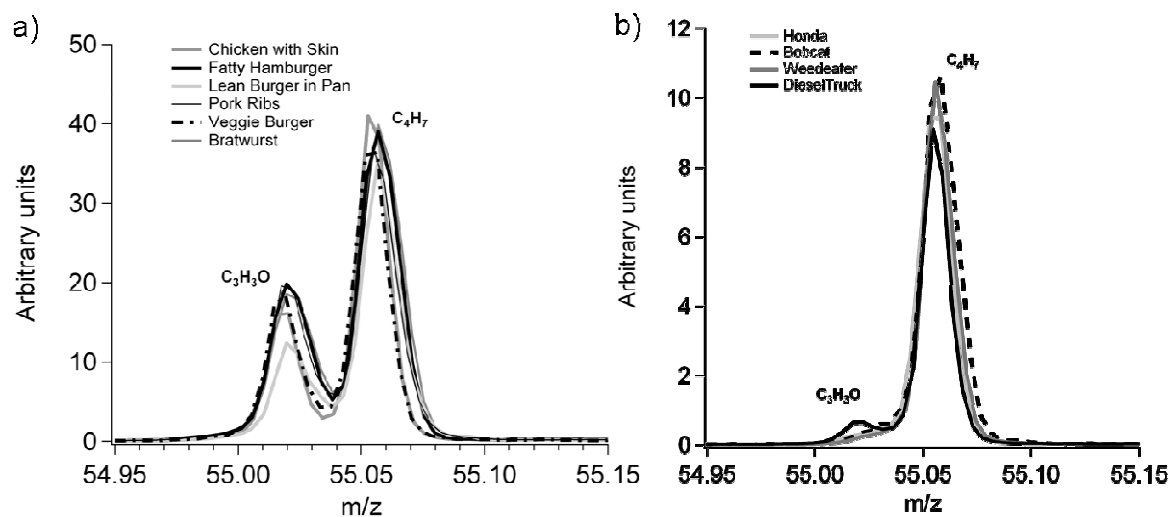 a)
50
40
30
20
10
0
Arbitrary units
Chicken with Skin
Fatty Hamburger
Lean Burger in Pan
Pork Ribs
Veggie Burger
Bratwurst
C₃H₃O
C₄H₇
54.95 55.00 55.05 55.10 55.15
m/z
b)
12
10
8
6
4
2
0
Arbitrary units
Honda
Bobcat
Weedeater
DieselTruck
C₄H₇
C₃H₃O
54.95 55.00 55.05 55.10 55.15
m/z